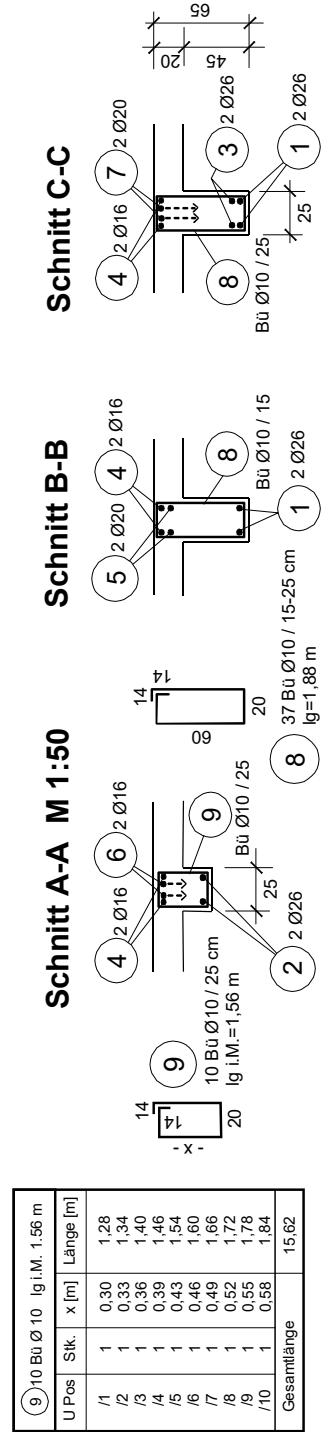 9 10 Bü Ø 10 lg i.M. 1.56 m
U Pos Stk. x [m] Länge [m]
/1 1 0,30 1,28
/2 1 0,33 1,34
/3 1 0,36 1,40
/4 1 0,39 1,46
/5 1 0,43 1,54
/6 1 0,46 1,60
/7 1 0,49 1,66
/8 1 0,52 1,72
/9 1 0,55 1,78
/10 1 0,58 1,84
Gesamtlänge 15,62
Schnitt A-A M 1:50
14
14
- x -
20
9
10 Bü Ø10 / 25 cm
lg i.M.=1,56 m
4
2 Ø16
6
2 Ø16
9
Bü Ø10 / 25
25
2
2 Ø26
14
14
60
20
8
37 Bü Ø10 / 15-25 cm
lg=1,88 m
Schnitt B-B
5
2 Ø20
4
2 Ø16
8
Bü Ø10 / 15
1
2 Ø26
Schnitt C-C
4
2 Ø16
7
2 Ø20
8
Bü Ø10 / 25
3
2 Ø26
1
2 Ø26
25
20
45
65